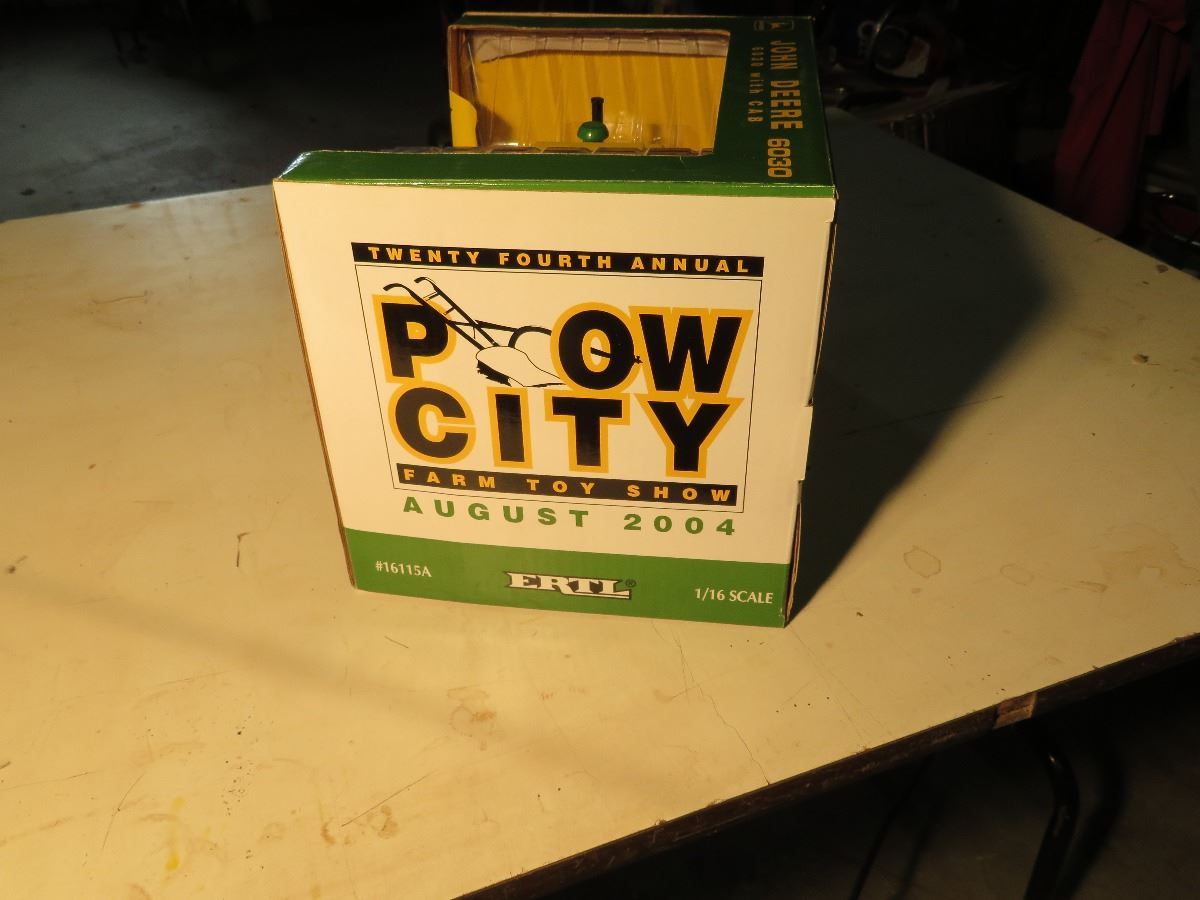 JOHN DEERE 6030
6030 with CAB
TWENTY FOURTH ANNUAL
P OW
CITY
FARM TOY SHOW
AUGUST 2004
#16115A
ERTL®
1/16 SCALE